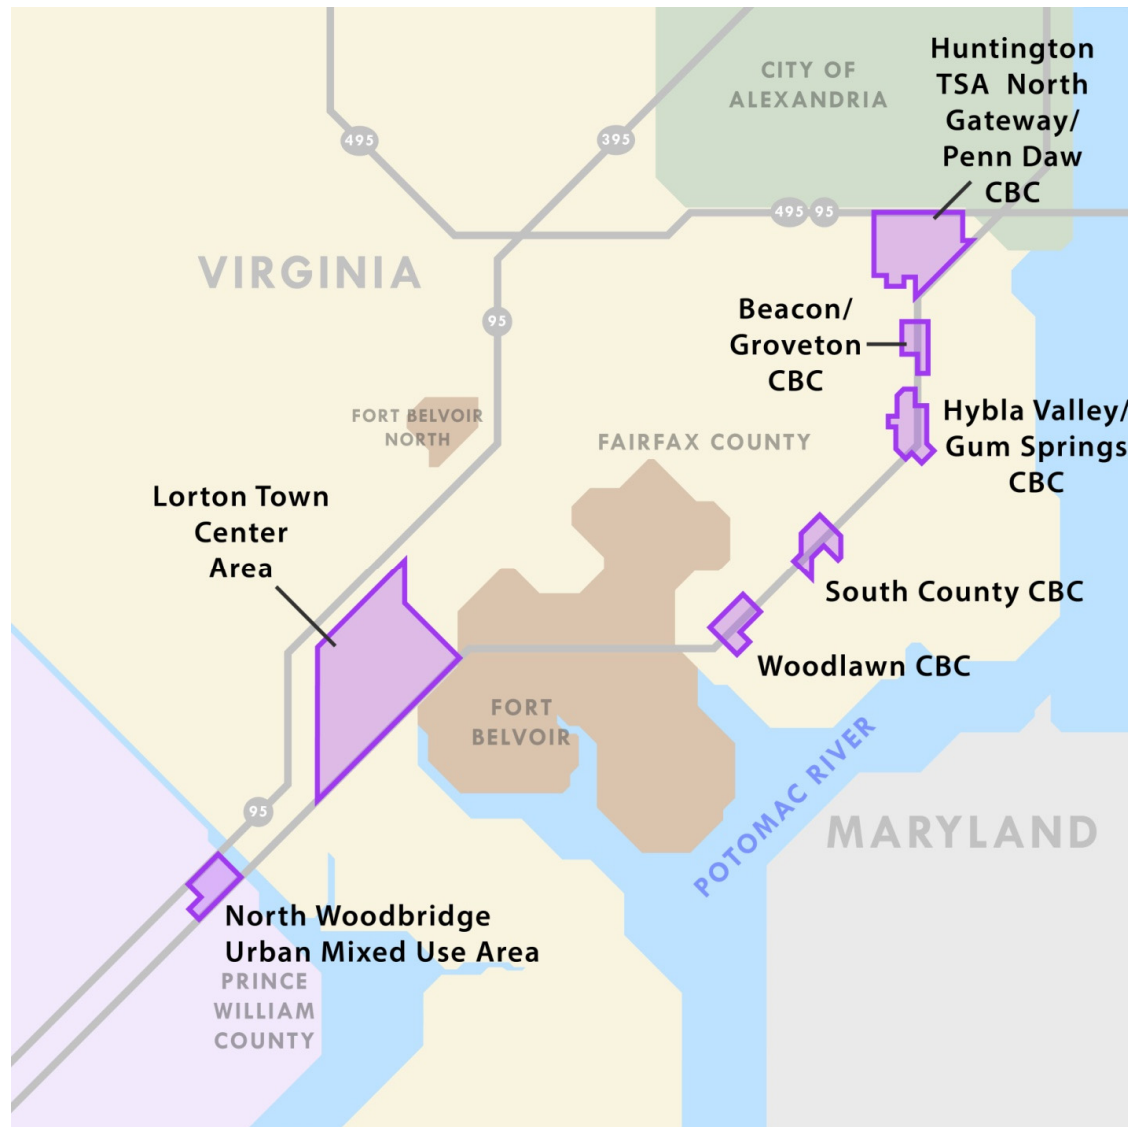 CITY OF
ALEXANDRIA
Huntington
TSA North
Gateway/
Penn Daw
CBC
495
395
495
95
VIRGINIA
95
Beacon/
Groveton
CBC
FORT BELVOIR
NORTH
FAIRFAX COUNTY
Hybla Valley/
Gum Springs
CBC
Lorton Town
Center
Area
South County CBC
Woodlawn CBC
FORT
BELVOIR
POTOMAC RIVER
MARYLAND
95
North Woodbridge
Urban Mixed Use Area
PRINCE
WILLIAM
COUNTY